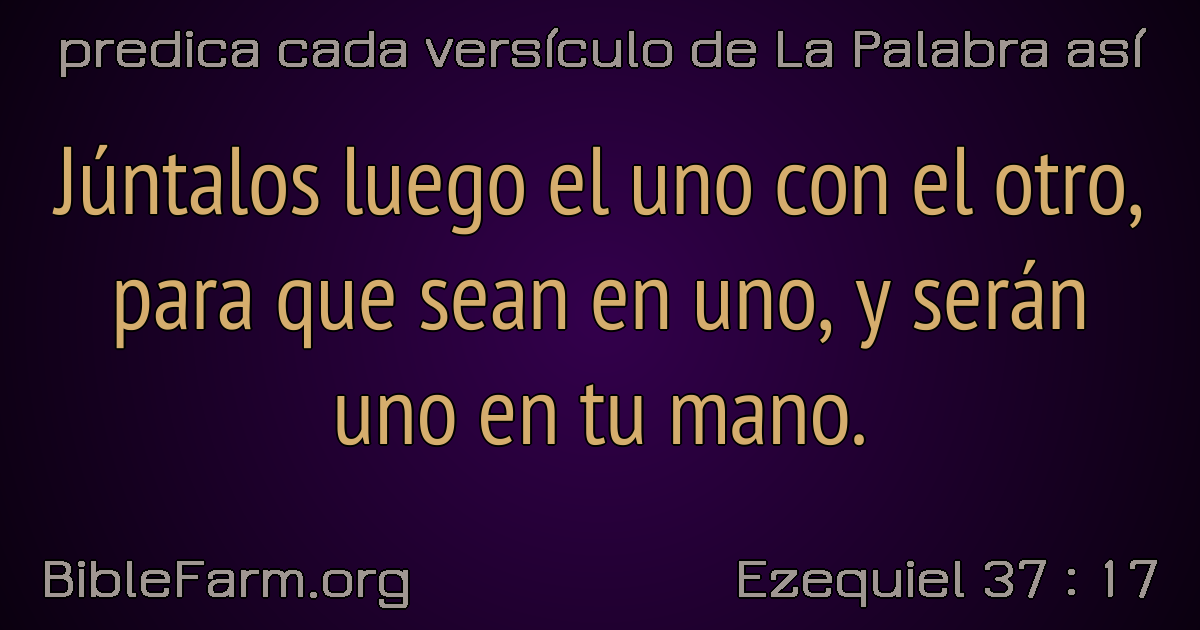 predica cada versículo de La Palabra así
Júntalos luego el uno con el otro,
para que sean en uno, y serán
uno en tu mano.
BibleFarm.org
Ezequiel 37 : 17